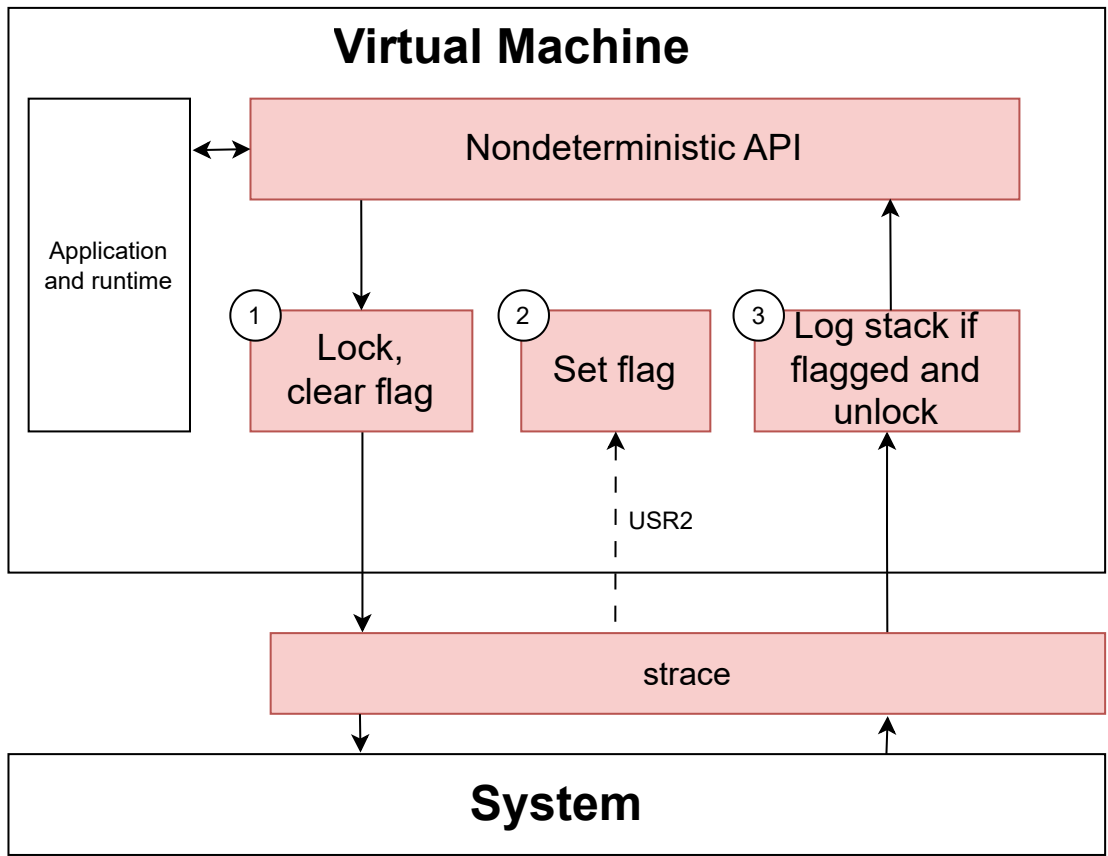 Virtual Machine
Nondeterministic API
Application
and runtime
1
Lock,
clear flag
2
Set flag
3
Log stack if
flagged and
unlock
USR2
strace
System